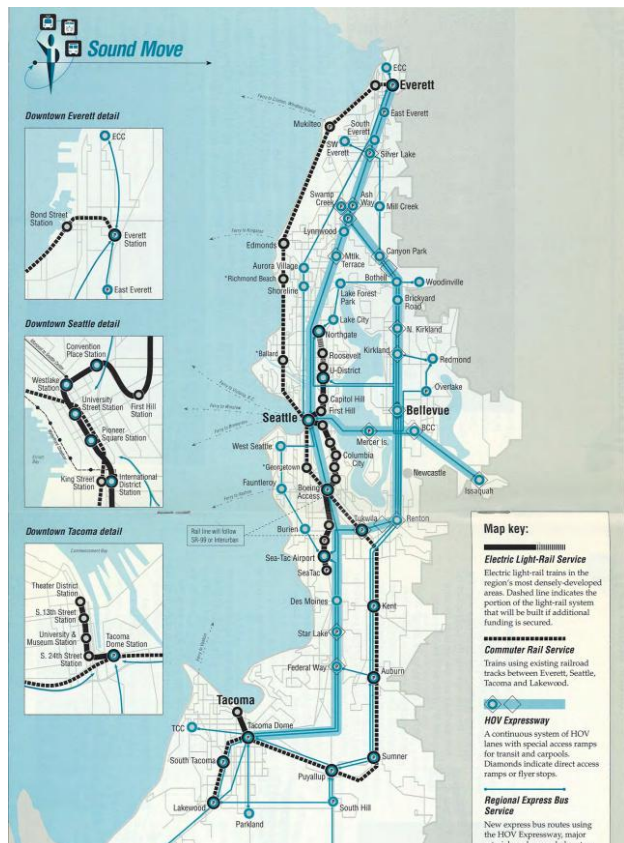 Sound Move
Downtown Everett detail
ECC
Bond Street
Station
Everett
Station
East Everett
Downtown Seattle detail
Convention
Place Station
Westlake
Station
University
Street Station
First Hill
Station
Pioneer
Square Station
King Street
Station
International
District
Station
Downtown Tacoma detail
Theater District
Station
S. 13th Street
Station
University &
Museum Station
S. 24th Street
Station
Tacoma
Dome Station
ECC
Everett
East Everett
Mukilteo
South
Everett
SW
Everett
Silver Lake
Swamp
Creek
Ash
Way
Mill Creek
Lynnwood
Edmonds
Mtlk.
Terrace
Canyon Park
Aurora Village
Bothell
Woodinville
*Richmond Beach
Shoreline
Lake Forest
Park
Brickyard
Road
Lake City
N. Kirkland
Northgate
*Ballard
Roosevelt
Kirkland
Redmond
U-District
Overlake
Capitol Hill
Seattle
First Hill
Bellevue
BCC
West Seattle
Mercer Is.
Columbia
City
*Georgetown
Newcastle
Fauntleroy
Boeing
Access
Issaquah
Burien
Tukwila
Renton
Rail line will follow
SR-99 or Interurban
Sea-Tac Airport
SeaTac
Des Moines
Kent
Star Lake
Federal Way
Auburn
Tacoma
TCC
Tacoma Dome
South Tacoma
Sumner
Puyallup
Lakewood
South Hill
Parkland
Map key:
Electric Light-Rail Service
Electric light-rail trains in the
region's most densely-developed
areas. Dashed line indicates the
portion of the light-rail system
that will be built if additional
funding is secured.
Commuter Rail Service
Trains using existing railroad
tracks between Everett, Seattle,
Tacoma and Lakewood.
HOV Expressway
A continuous system of HOV
lanes with special access ramps
for transit and carpools.
Diamonds indicate direct access
ramps or flyer stops.
Regional Express Bus
Service
New express bus routes using
the HOV Expressway, major